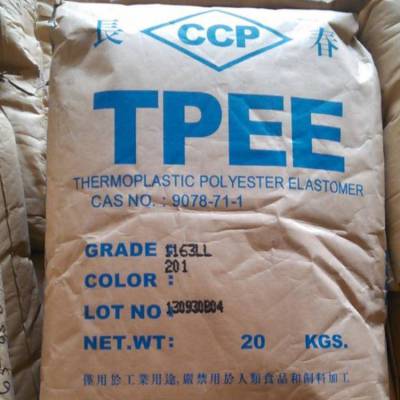 長 CCP 春
TPEE
THERMOPLASTIC POLYESTER ELASTOMER
CAS NO. : 9078-71-1
GRADE : 1163LL
COLOR : 201
LOT NO : 130930B04
NET.WT: 20 KGS.
僅用於工業用途,嚴禁用於人類食品和飼料加工